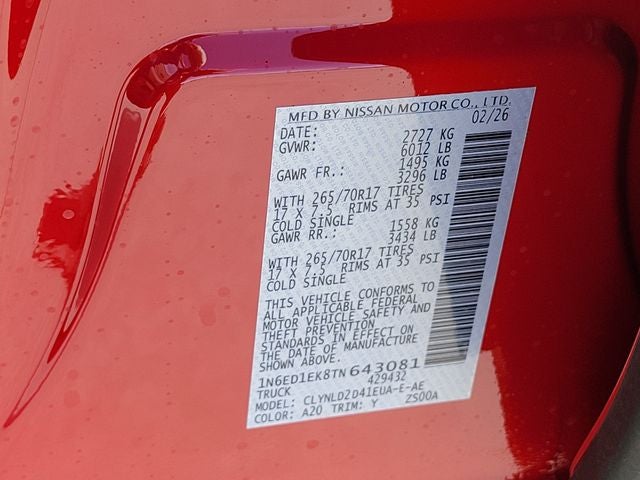 MFD BY NISSAN MOTOR CO., LTD.
DATE: 02/26
GVWR: 2727 KG
6012 LB
GAWR FR.: 1495 KG
3296 LB
WITH 265/70R17 TIRES
17 X 7.5 RIMS AT 35 PSI
COLD SINGLE
GAWR RR.: 1558 KG
3434 LB
WITH 265/70R17 TIRES
17 X 7.5 RIMS AT 35 PSI
COLD SINGLE
THIS VEHICLE CONFORMS TO
ALL APPLICABLE FEDERAL
MOTOR VEHICLE SAFETY AND
THEFT PREVENTION
STANDARDS IN EFFECT ON
THE DATE OF MANUFACTURE
SHOWN ABOVE.
1N6ED1EK8TN643081
TRUCK 429432
MODEL: CLYNLD2D41EUA-E-AE
COLOR: A20 TRIM: Y ZS00A